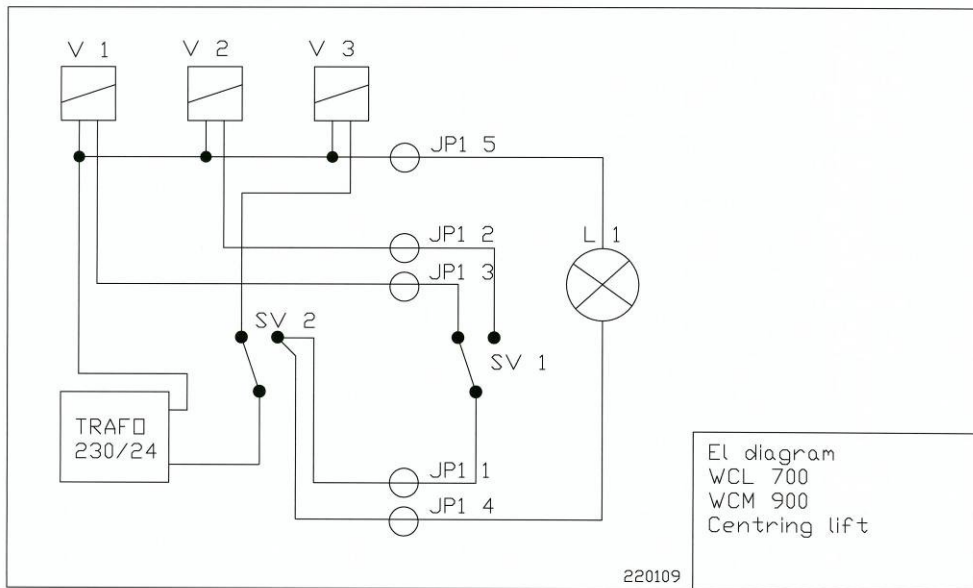 V 1
V 2
V 3
JP1 5
JP1 2
L 1
JP1 3
SV 2
SV 1
TRAFO
230/24
JP1 1
JP1 4
El diagram
WCL 700
WCM 900
Centring lift
220109